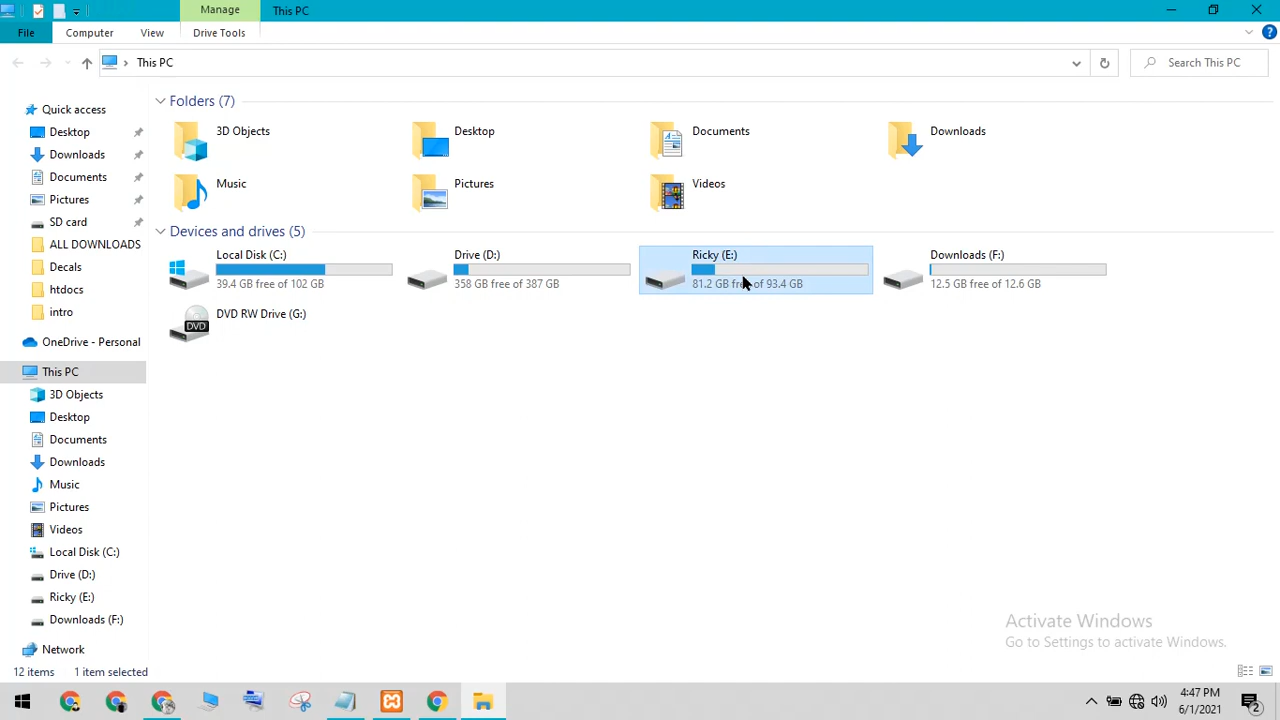 Manage
This PC
File
Computer
View
Drive Tools
This PC
Search This PC
Quick access
Desktop
Downloads
Documents
Pictures
SD card
ALL DOWNLOADS
Decals
htdocs
intro
OneDrive - Personal
This PC
3D Objects
Desktop
Documents
Downloads
Music
Pictures
Videos
Local Disk (C:)
Drive (D:)
Ricky (E:)
Downloads (F:)
Network
Folders (7)
3D Objects
Desktop
Documents
Downloads
Music
Pictures
Videos
Devices and drives (5)
Local Disk (C:)
39.4 GB free of 102 GB
Drive (D:)
358 GB free of 387 GB
Ricky (E:)
81.2 GB free of 93.4 GB
Downloads (F:)
12.5 GB free of 12.6 GB
DVD
DVD RW Drive (G:)
Activate Windows
Go to Settings to activate Windows.
12 items
1 item selected
4:47 PM
6/1/2021
2